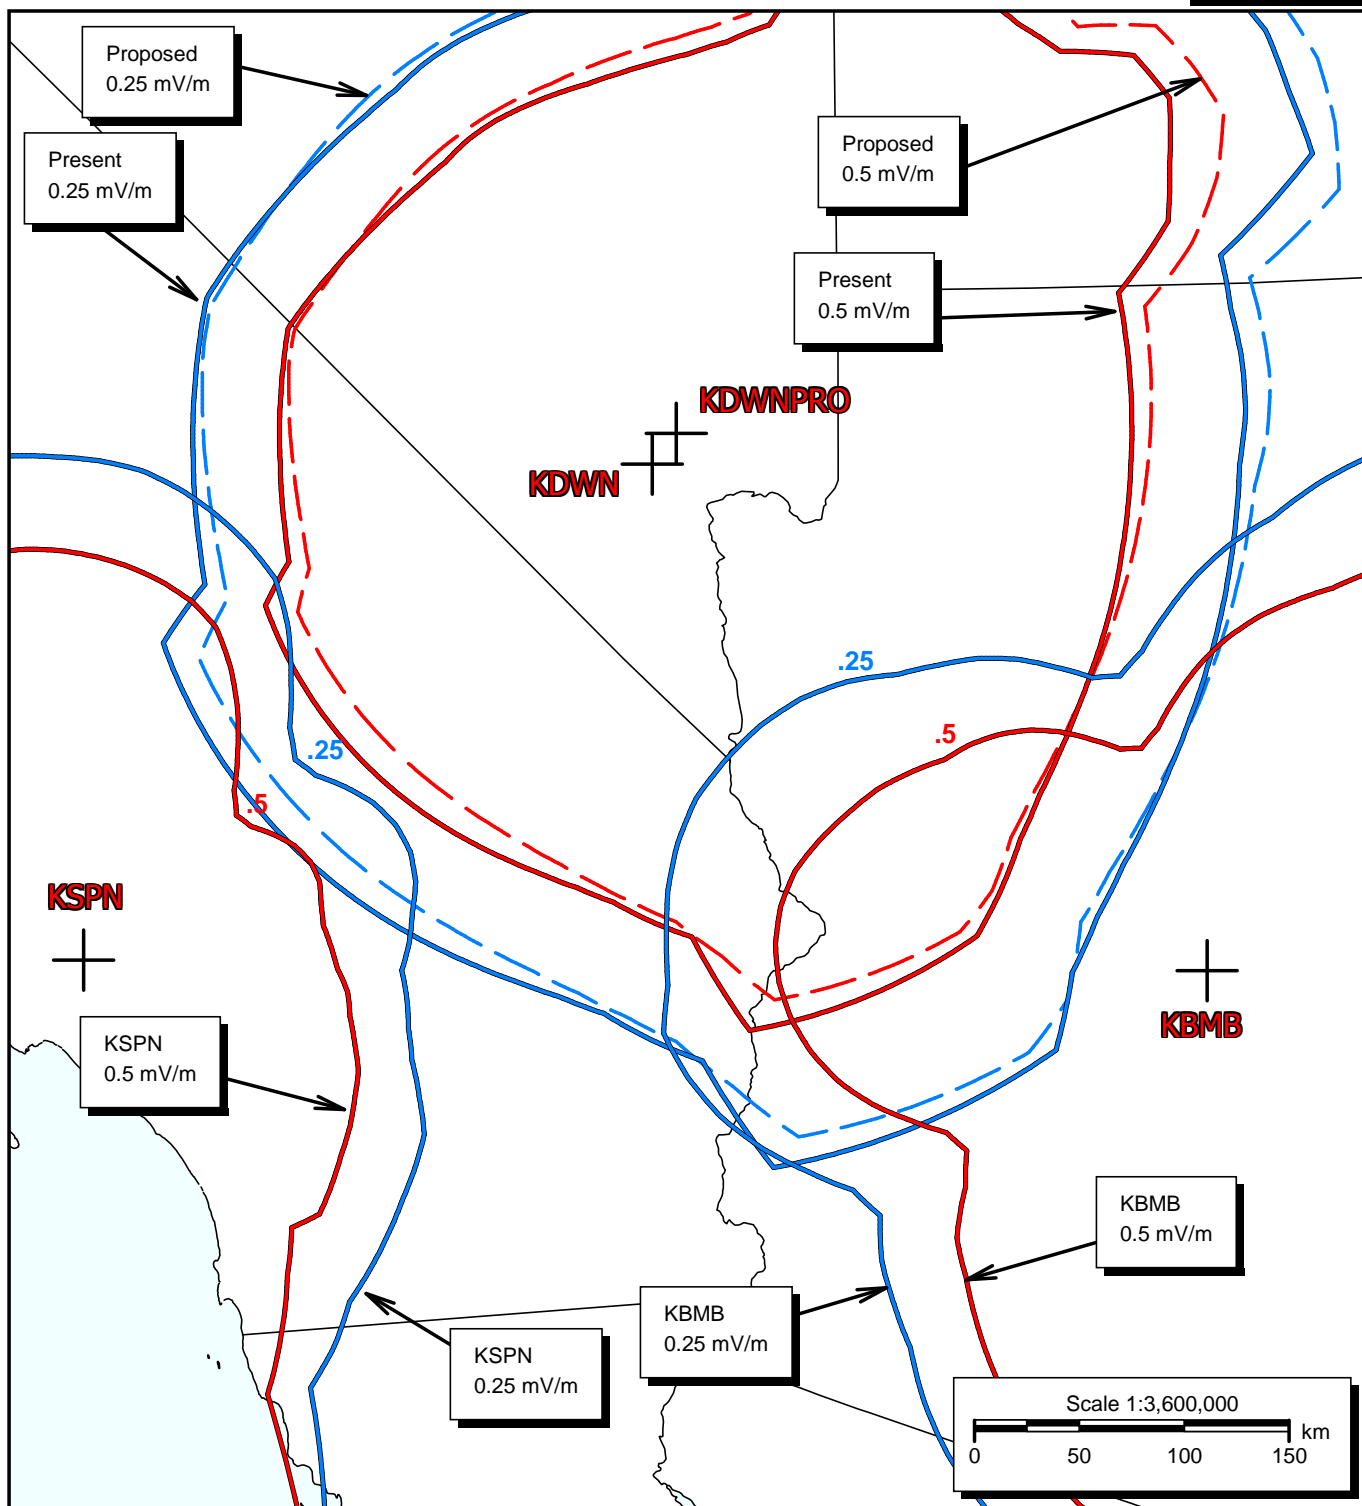 Proposed
0.25 mV/m
Present
0.25 mV/m
Proposed
0.5 mV/m
Present
0.5 mV/m
KDWNPRO
KDWN
.25
.5
.25
.5
KSPN
KBMB
KSPN
0.5 mV/m
KBMB
0.5 mV/m
KBMB
0.25 mV/m
KSPN
0.25 mV/m
Scale 1:3,600,000
km
0 50 100 150